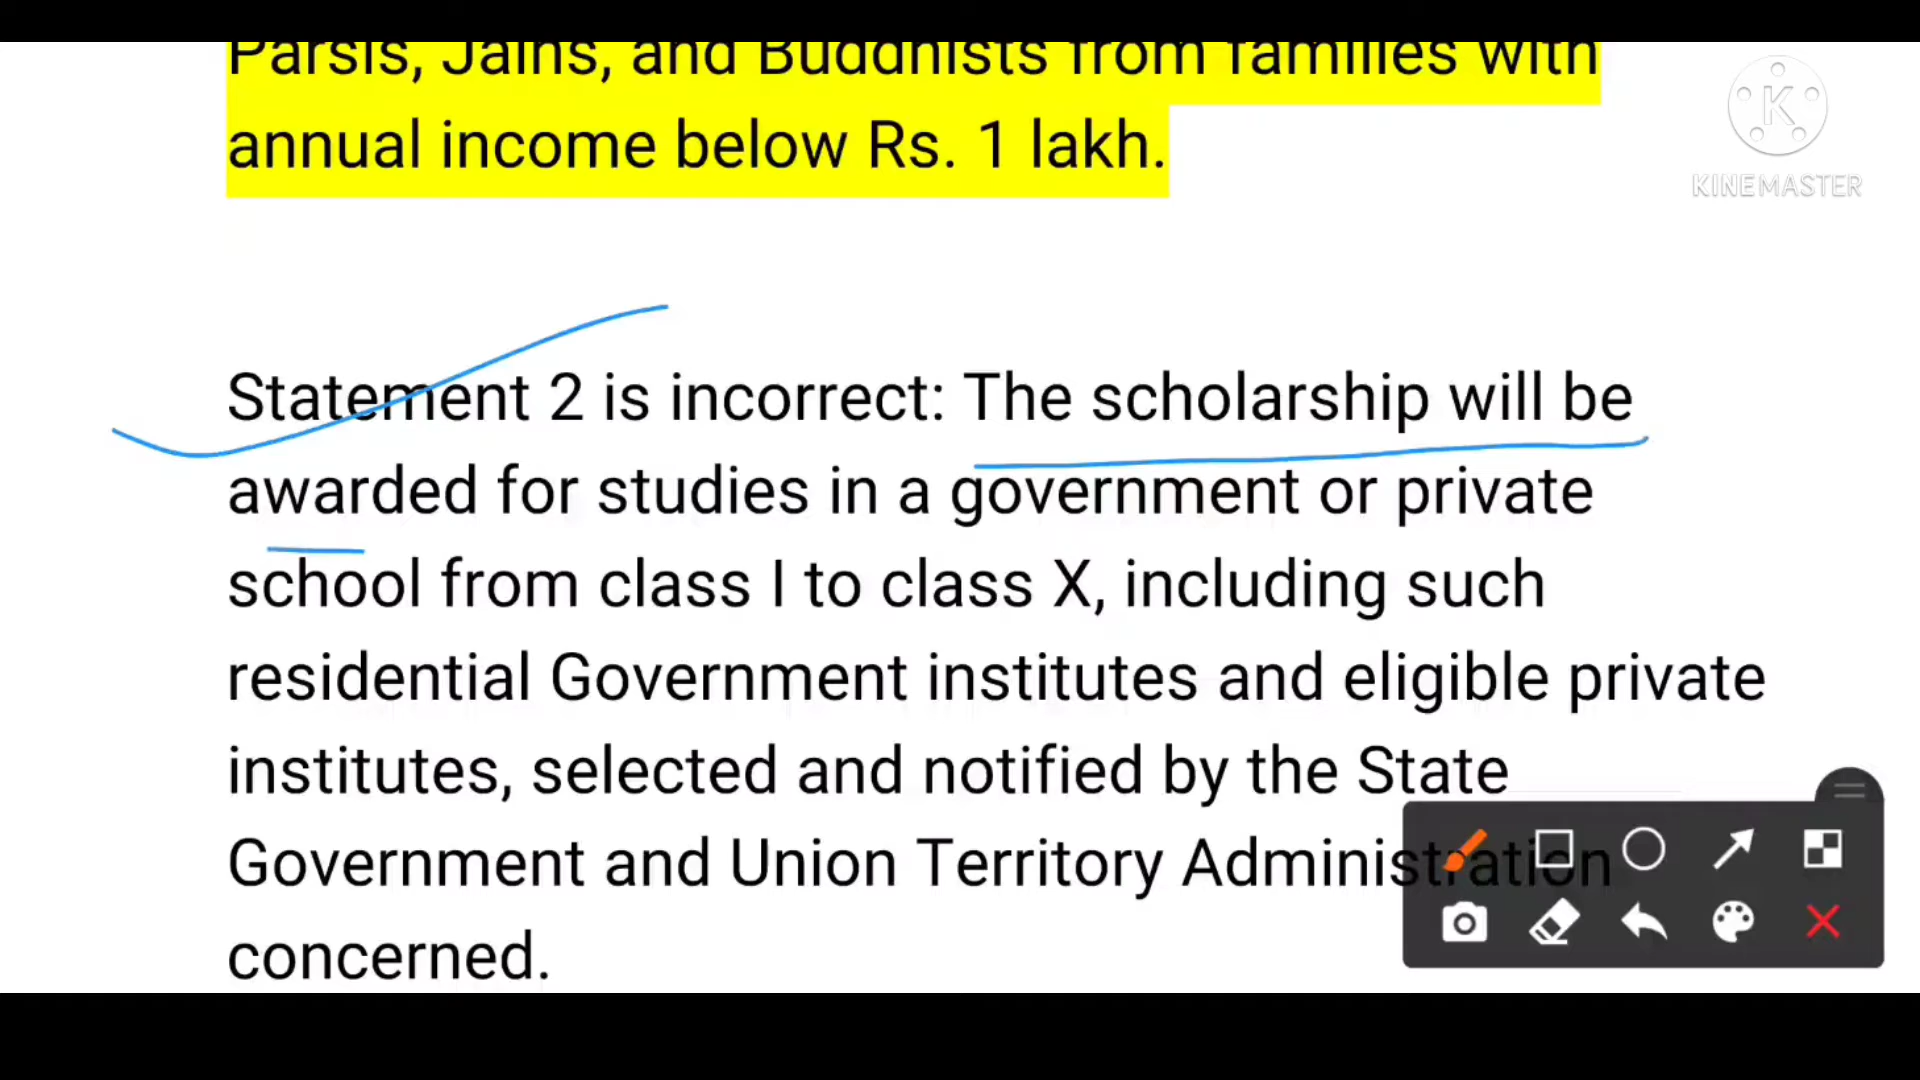 Parsis, Jains, and Buddhists from families with
annual income below Rs. 1 lakh.
K
KINEMASTER
Statement 2 is incorrect: The scholarship will be
awarded for studies in a government or private
school from class I to class X, including such
residential Government institutes and eligible private
institutes, selected and notified by the State
Government and Union Territory Administration
concerned.